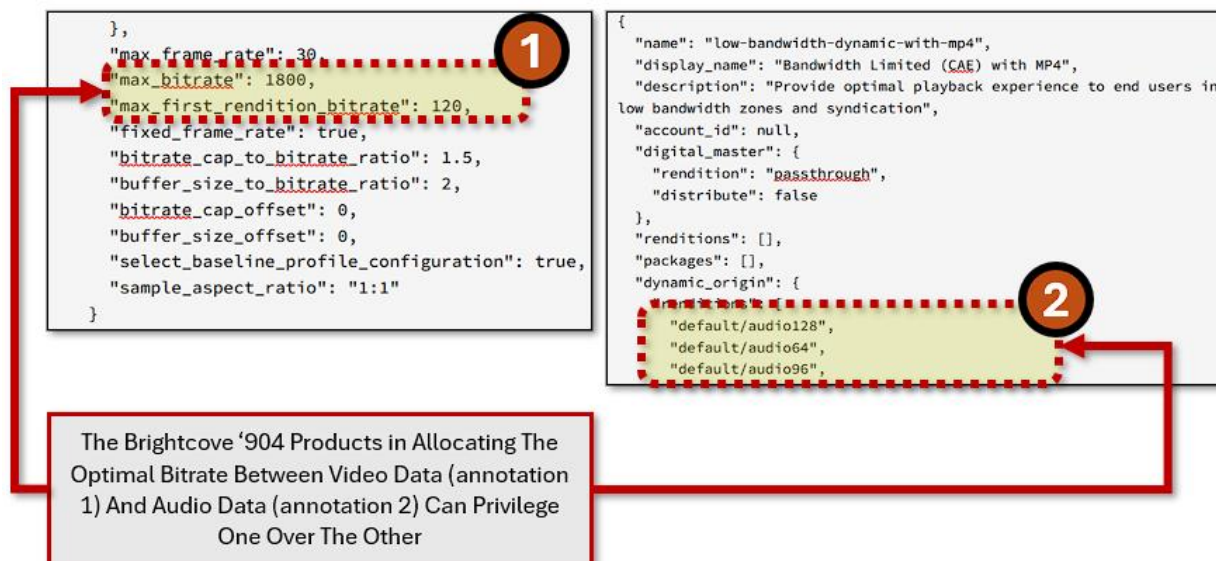 },
"max_frame_rate": 30,
"max_bitrate": 1800,
"max_first_rendition_bitrate": 120,
"fixed_frame_rate": true,
"bitrate_cap_to_bitrate_ratio": 1.5,
"buffer_size_to_bitrate_ratio": 2,
"bitrate_cap_offset": 0,
"buffer_size_offset": 0,
"select_baseline_profile_configuration": true,
"sample_aspect_ratio": "1:1"
}
1
{
"name": "low-bandwidth-dynamic-with-mp4",
"display_name": "Bandwidth Limited (CAE) with MP4",
"description": "Provide optimal playback experience to end users in
low bandwidth zones and syndication",
"account_id": null,
"digital_master": {
"rendition": "passthrough",
"distribute": false
},
"renditions": [],
"packages": [],
"dynamic_origin": {
"renditions": [
"default/audio128",
"default/audio64",
"default/audio96",
2
The Brightcove ‘904 Products in Allocating The
Optimal Bitrate Between Video Data (annotation
1) And Audio Data (annotation 2) Can Privilege
One Over The Other